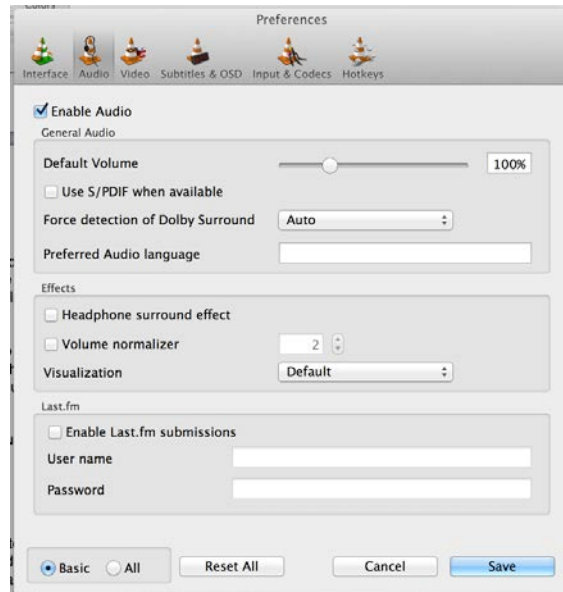 Preferences
Interface Audio Video Subtitles & OSD Input & Codecs Hotkeys
Enable Audio
General Audio
Default Volume 100%
Use S/PDIF when available
Force detection of Dolby Surround Auto
Preferred Audio language
Effects
Headphone surround effect
Volume normalizer 2
Visualization Default
Last.fm
Enable Last.fm submissions
User name
Password
Basic All Reset All Cancel Save